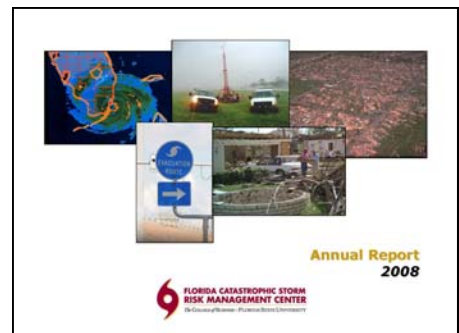 EVACUATION
ROUTE
Annual Report
2008
FLORIDA CATASTROPHIC STORM
RISK MANAGEMENT CENTER
The College of Business - FLORIDA STATE UNIVERSITY